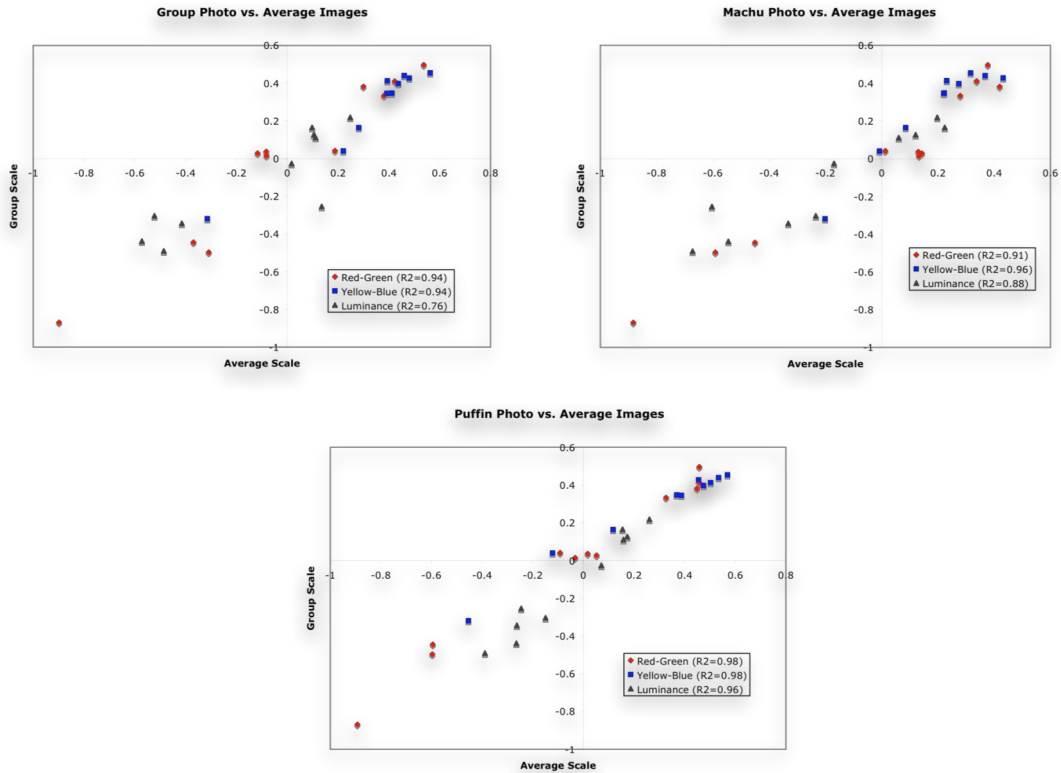 Group Photo vs. Average Images
0.6
0.4
0.2
0
-1 -0.8 -0.6 -0.4 -0.2 0 0.2 0.4 0.6 0.8
-0.2
-0.4
-0.6
-0.8
-1
Group Scale
Average Scale
Red-Green (R2=0.94)
Yellow-Blue (R2=0.94)
Luminance (R2=0.76)
Machu Photo vs. Average Images
0.6
0.4
0.2
0
-1 -0.8 -0.6 -0.4 -0.2 0 0.2 0.4 0.6
-0.2
-0.4
-0.6
-0.8
-1
Group Scale
Average Scale
Red-Green (R2=0.91)
Yellow-Blue (R2=0.96)
Luminance (R2=0.88)
Puffin Photo vs. Average Images
0.6
0.4
0.2
0
-1 -0.8 -0.6 -0.4 -0.2 0 0.2 0.4 0.6 0.8
-0.2
-0.4
-0.6
-0.8
-1
Group Scale
Average Scale
Red-Green (R2=0.98)
Yellow-Blue (R2=0.98)
Luminance (R2=0.96)